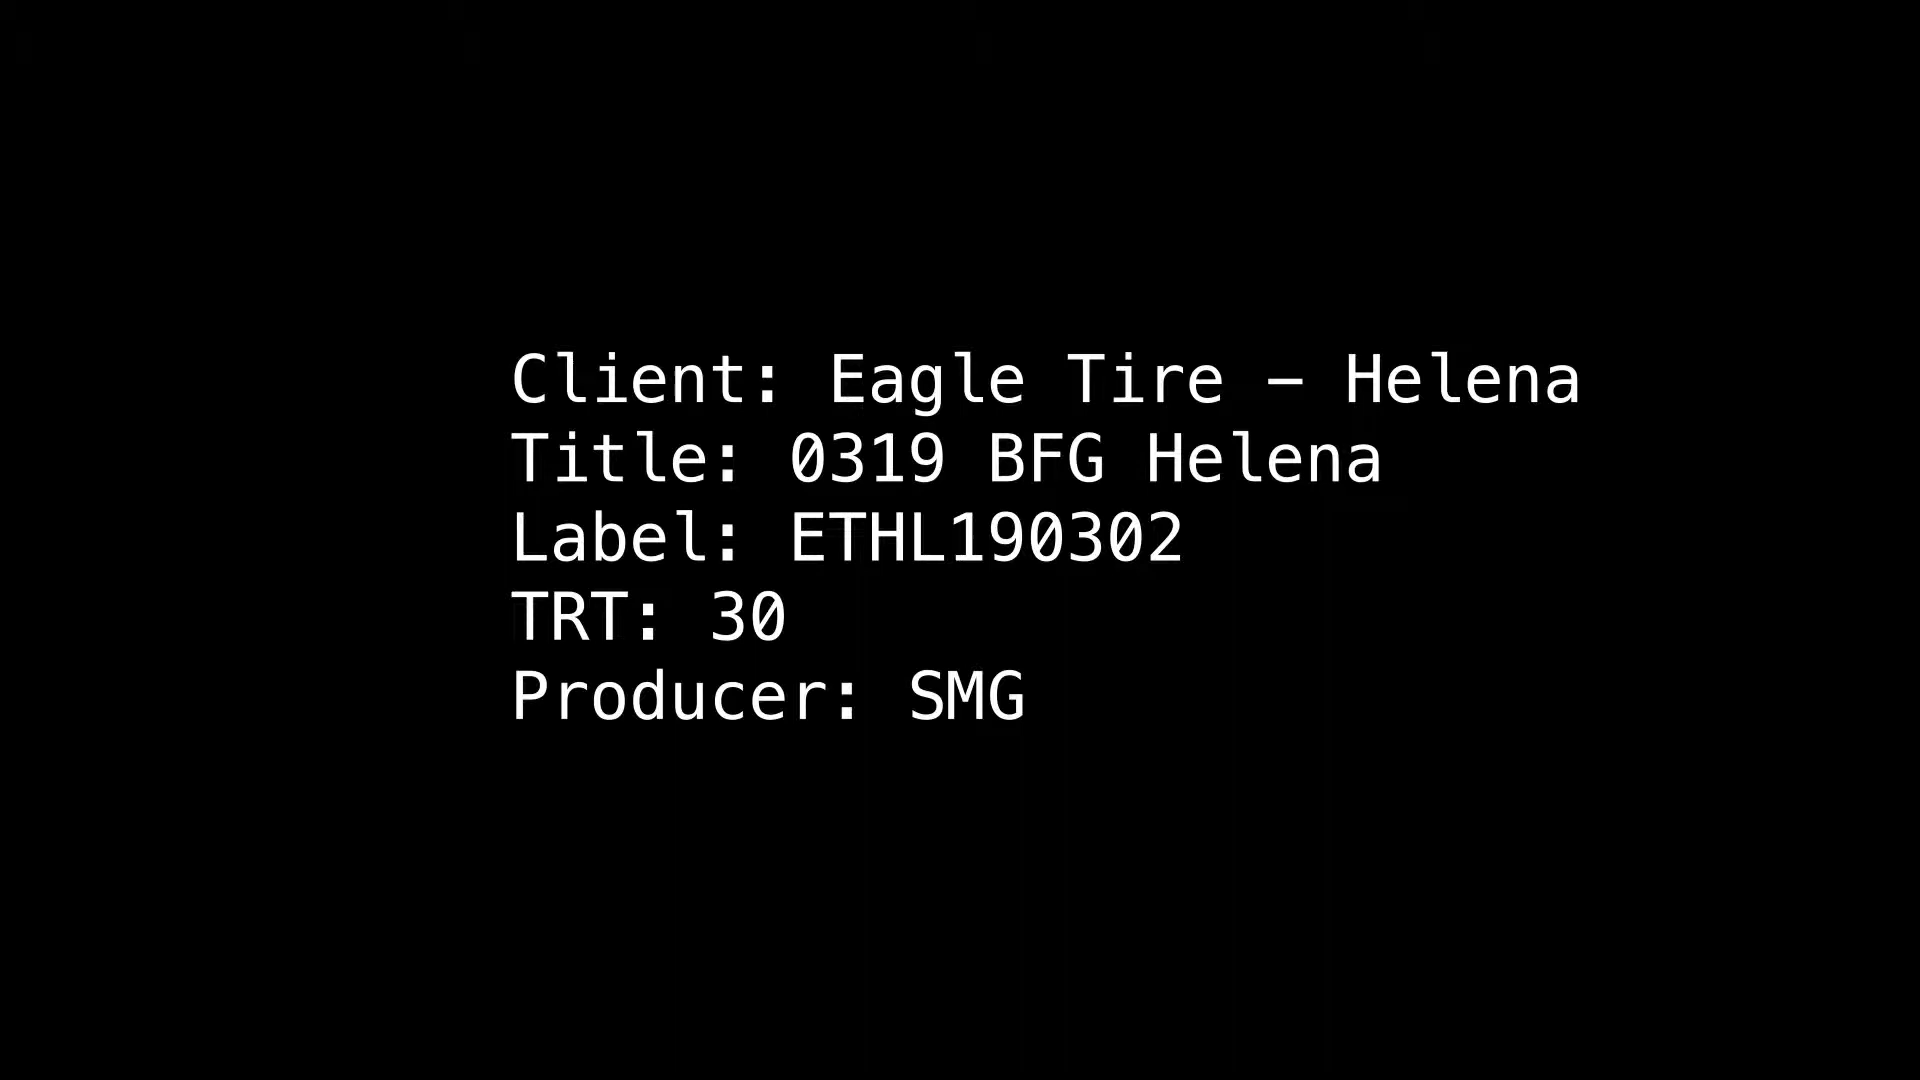 Client: Eagle Tire – Helena
Title: 0319 BFG Helena
Label: ETHL190302
TRT: 30
Producer: SMG